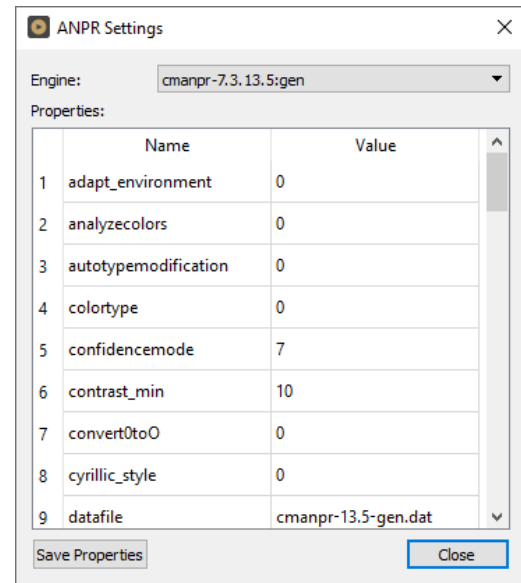 ANPR Settings
Engine: cmanpr-7.3.13.5:gen
Properties:
Name Value
1 adapt_environment 0
2 analyzecolors 0
3 autotypemodification 0
4 colortype 0
5 confidencemode 7
6 contrast_min 10
7 convert0toO 0
8 cyrillic_style 0
9 datafile cmanpr-13.5-gen.dat
Save Properties Close